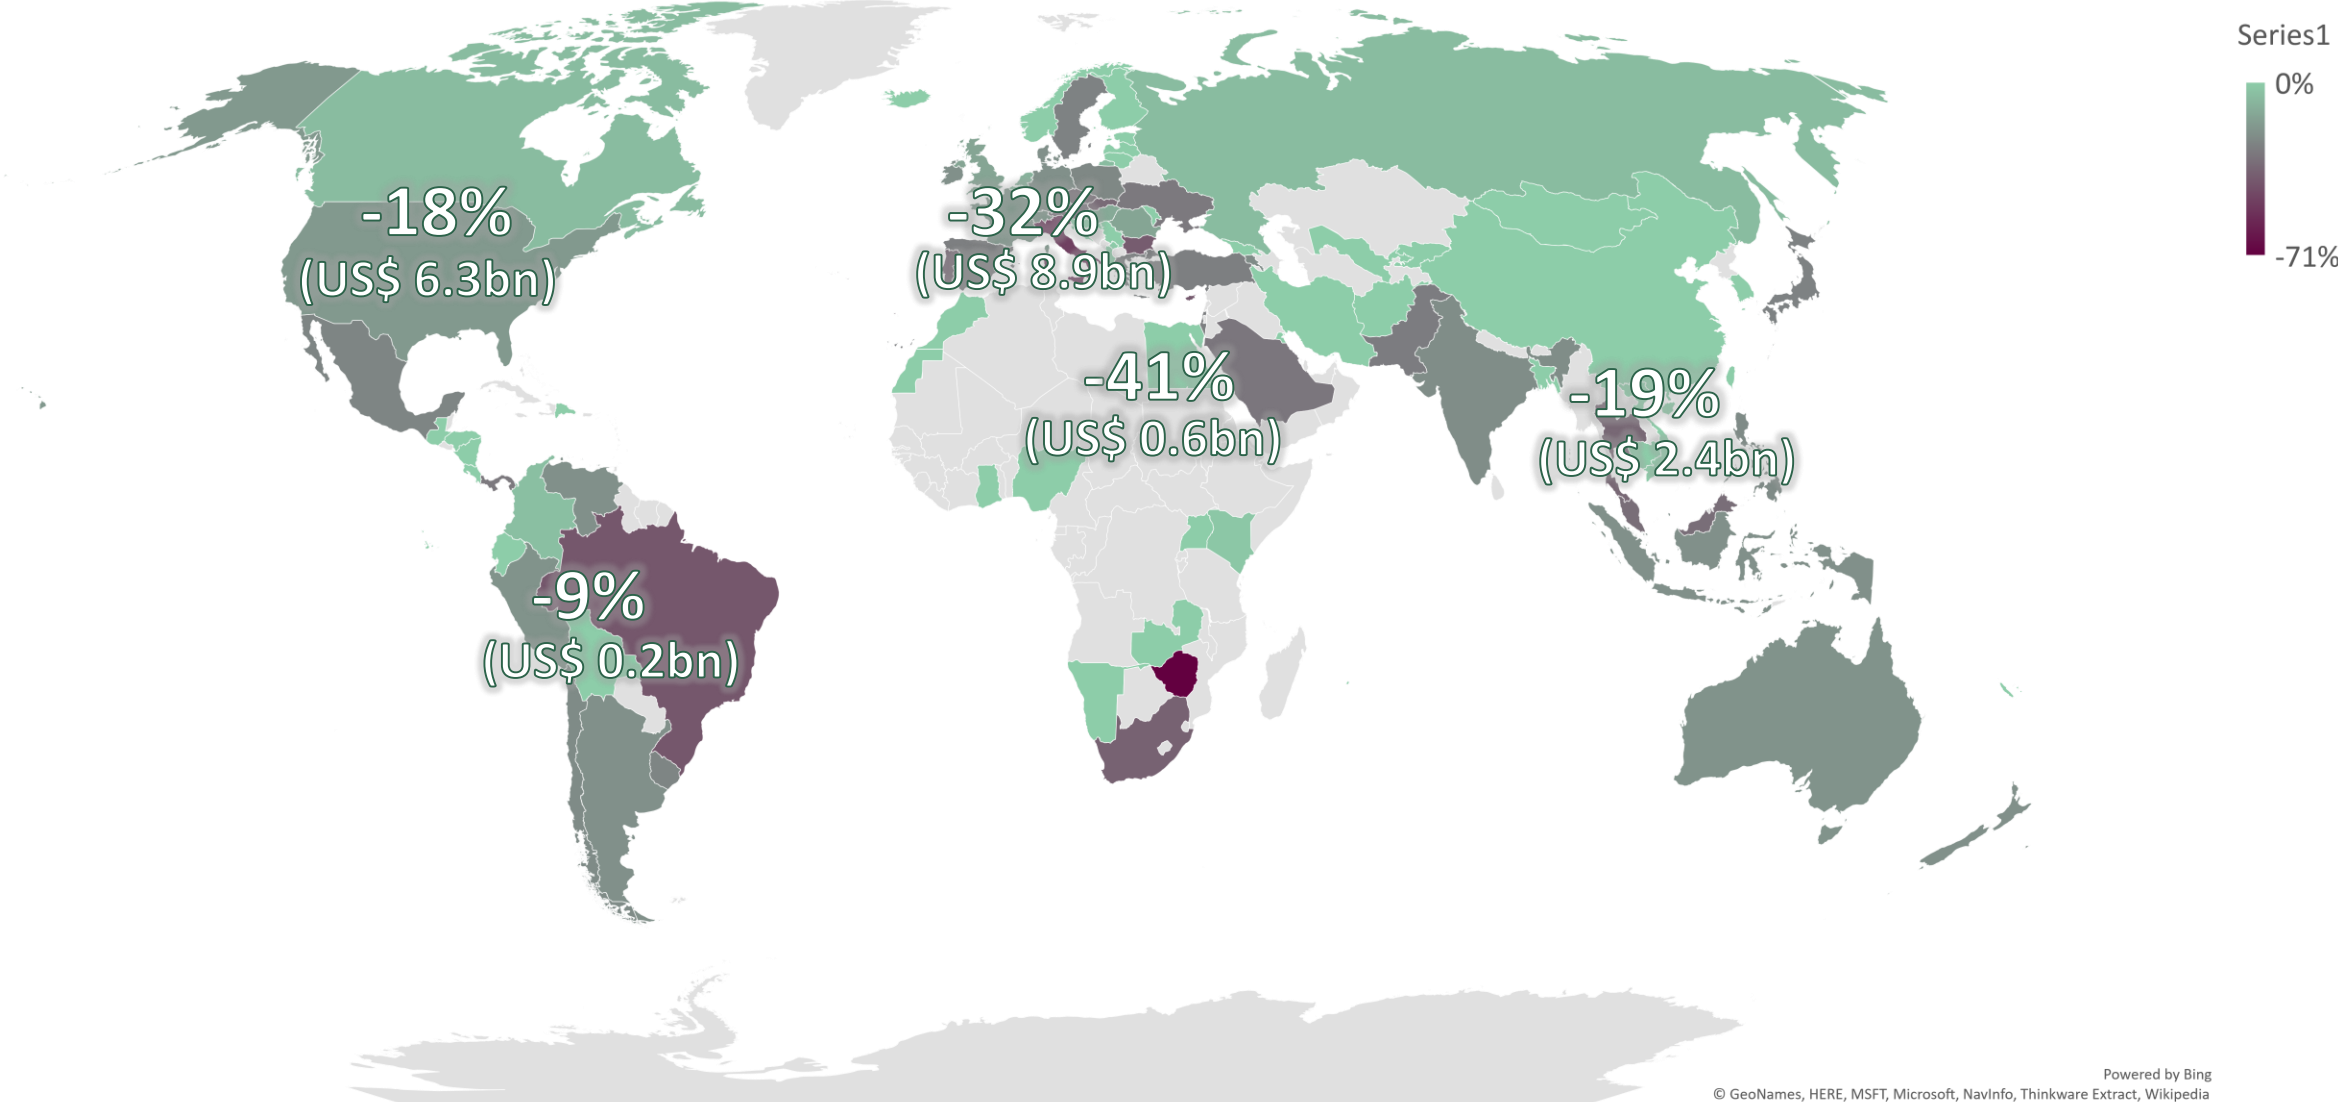 Series1
0%
-71%
-18%
(US$ 6.3bn)
-32%
(US$ 8.9bn)
-41%
(US$ 0.6bn)
-19%
(US$ 2.4bn)
-9%
(US$ 0.2bn)
Powered by Bing
© GeoNames, HERE, MSFT, Microsoft, NavInfo, Thinkware Extract, Wikipedia